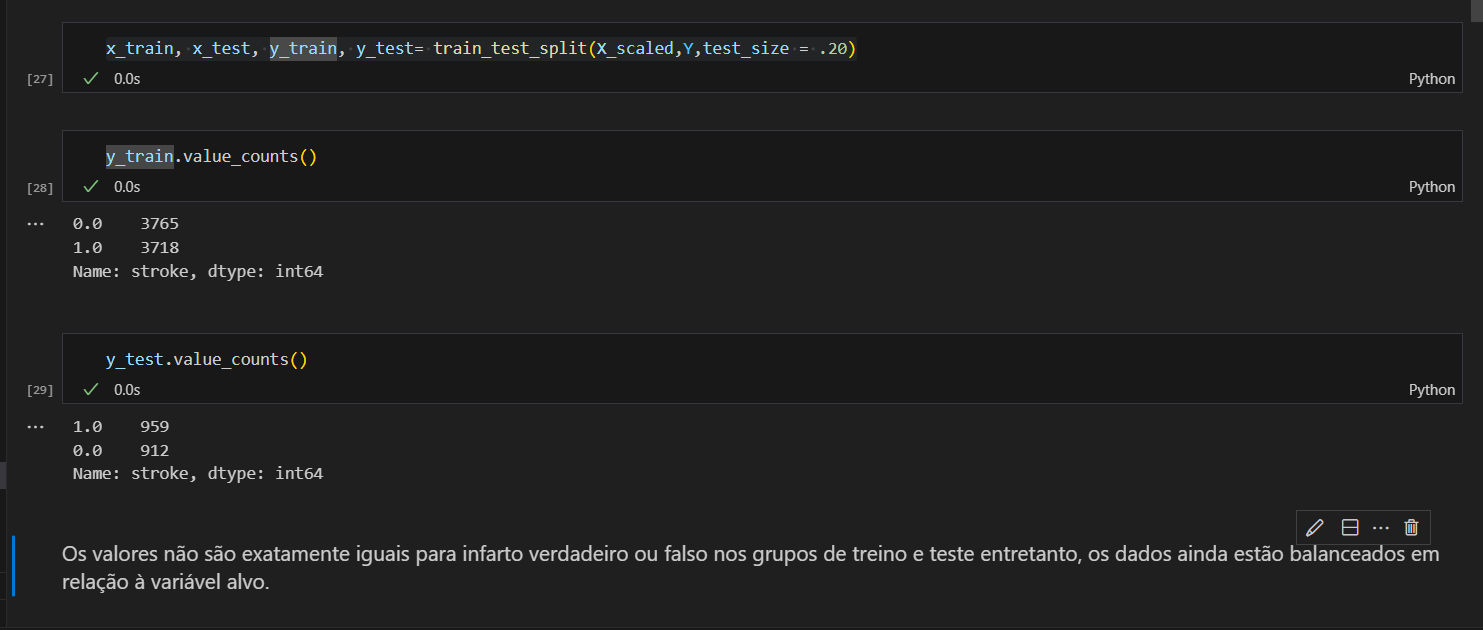 x_train, x_test, y_train, y_test= train_test_split(X_scaled,Y,test_size = .20)
[27] 0.0s Python
y_train.value_counts()
[28] 0.0s Python
... 0.0 3765
1.0 3718
Name: stroke, dtype: int64
y_test.value_counts()
[29] 0.0s Python
... 1.0 959
0.0 912
Name: stroke, dtype: int64
Os valores não são exatamente iguais para infarto verdadeiro ou falso nos grupos de treino e teste entretanto, os dados ainda estão balanceados em
relação à variável alvo.